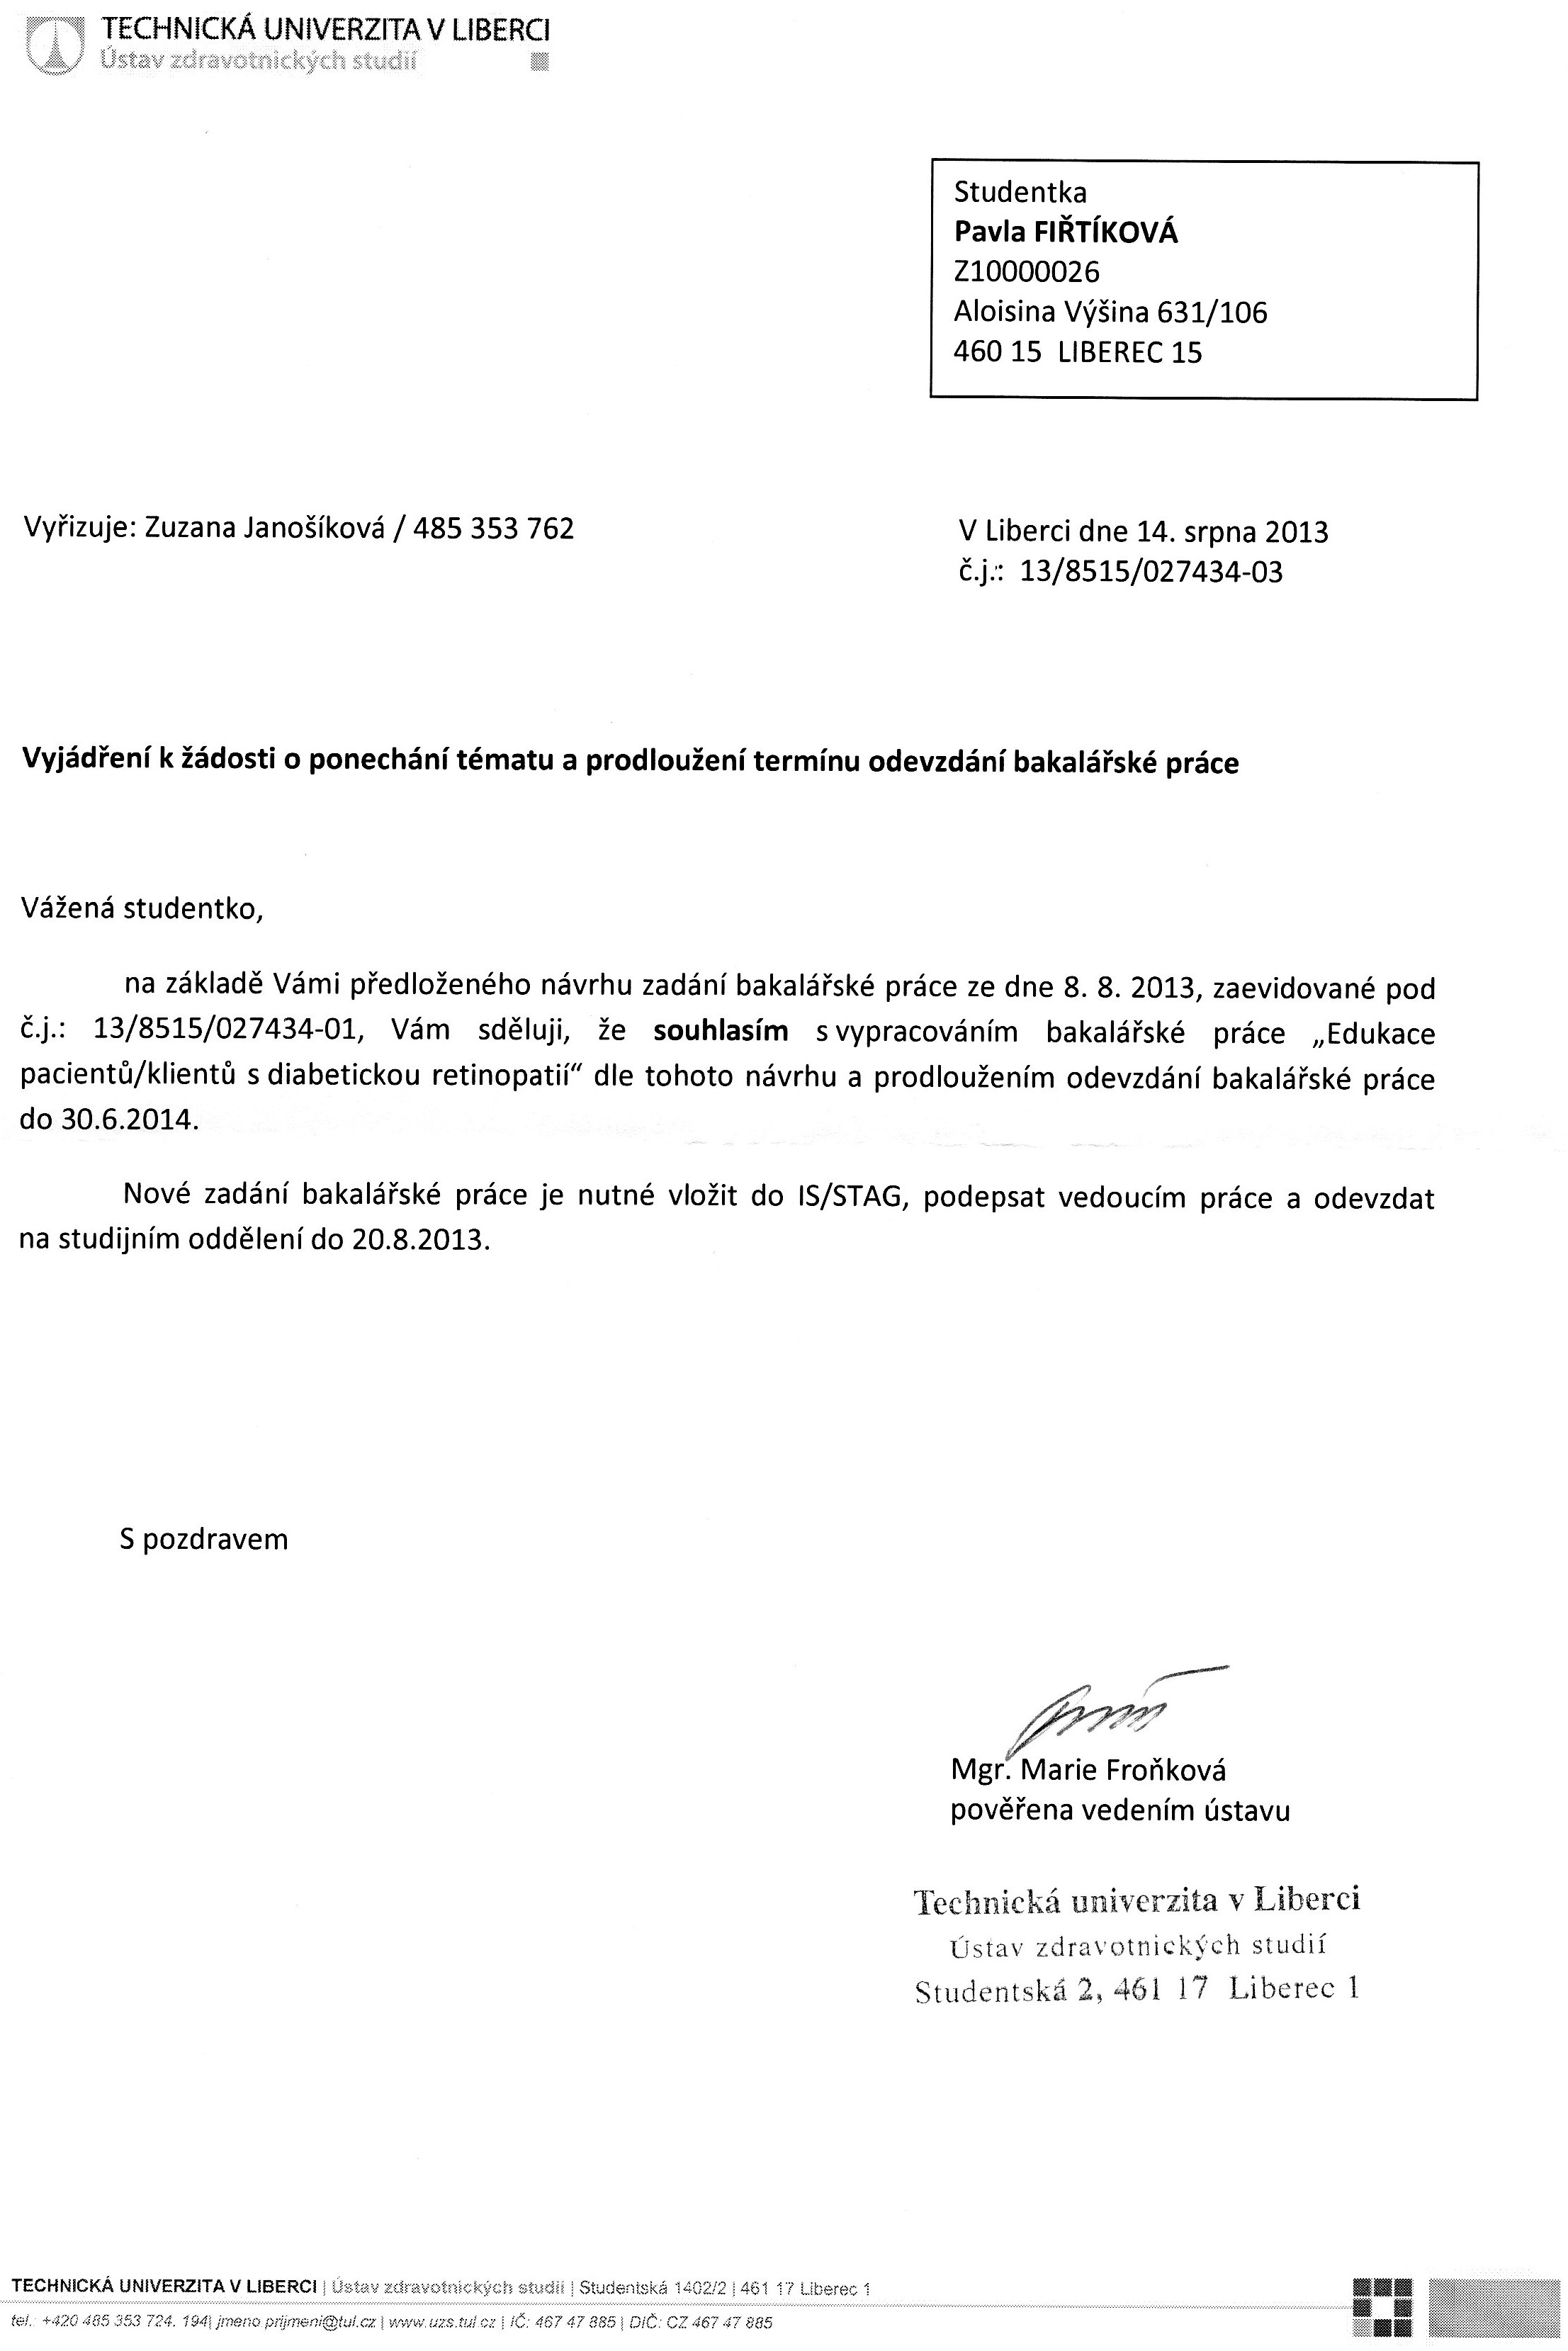 TECHNICKÁ UNIVERZITA V LIBERCI
Ústav zdravotnických studií
Studentka
Pavla FIŘTÍKOVÁ
Z10000026
Aloisina Výšina 631/106
460 15 LIBEREC 15
Vyřizuje: Zuzana Janošíková / 485 353 762
V Liberci dne 14. srpna 2013
č.j.: 13/8515/027434-03
Vyjádření k žádosti o ponechání tématu a prodloužení termínu odevzdání bakalářské práce
Vážená studentko,
na základě Vámi předloženého návrhu zadání bakalářské práce ze dne 8. 8. 2013, zaevidované pod
č.j.: 13/8515/027434-01, Vám sděluji, že souhlasím s vypracováním bakalářské práce „Edukace
pacientů/klientů s diabetickou retinopatií“ dle tohoto návrhu a prodloužením odevzdání bakalářské práce
do 30.6.2014.
Nové zadání bakalářské práce je nutné vložit do IS/STAG, podepsat vedoucím práce a odevzdat
na studijním oddělení do 20.8.2013.
S pozdravem
Mgr. Marie Froňková
pověřena vedením ústavu
Technická univerzita v Liberci
Ústav zdravotnických studií
Studentská 2, 461 17 Liberec 1
TECHNICKÁ UNIVERZITA V LIBERCI | Ústav zdravotnických studií | Studentská 1402/2 | 461 17 Liberec 1
tel.: +420 485 353 724, 194| jmeno.prijmeni@tul.cz | www.uzs.tul.cz | IČ: 467 47 885 | DIČ: CZ 467 47 885